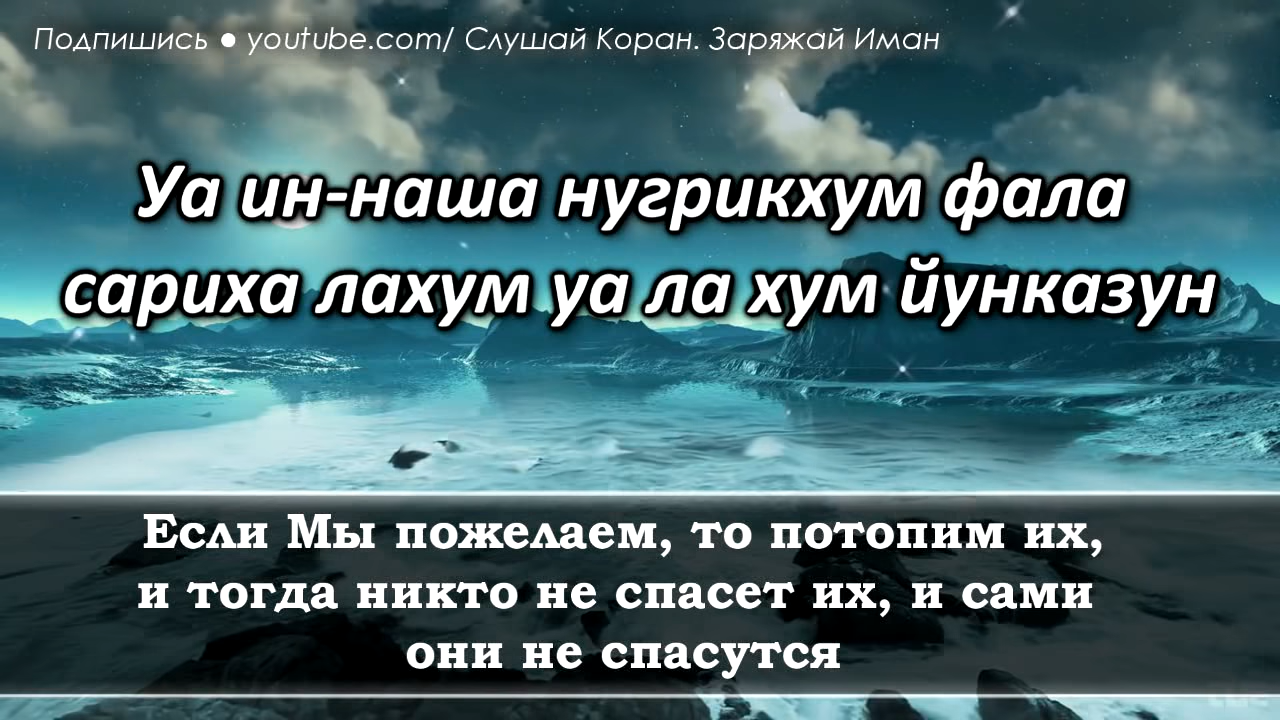 Подпишись ● youtube.com/ Слушай Коран. Заряжай Иман
Уа ин-наша нугрикхум фала
сариха лахум уа ла хум йунказун
Если Мы пожелаем, то потопим их,
и тогда никто не спасет их, и сами
они не спасутся